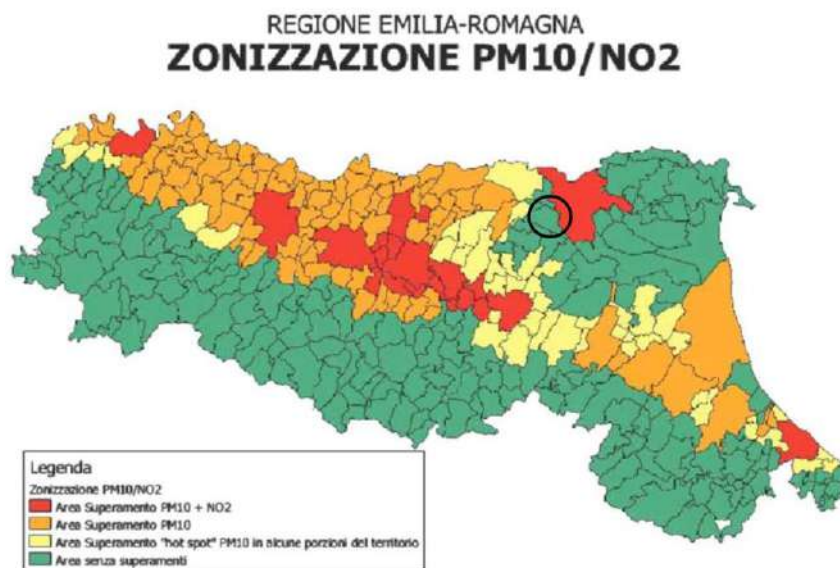 REGIONE EMILIA-ROMAGNA
ZONIZZAZIONE PM10/NO2
Legenda
Zonizzazione PM10/NO2
Area Superamento PM10 + NO2
Area Superamento PM10
Area Superamento "hot spot" PM10 in alcune porzioni del territorio
Area senza superamenti